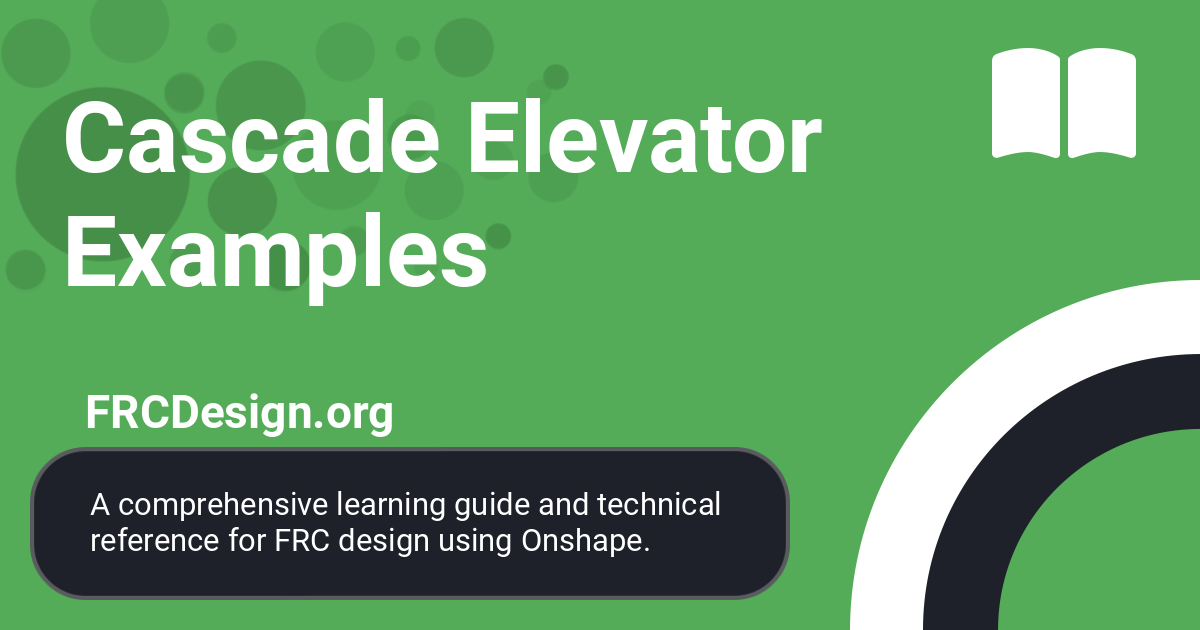 Cascade Elevator
Examples
FRCDesign.org
A comprehensive learning guide and technical
reference for FRC design using Onshape.